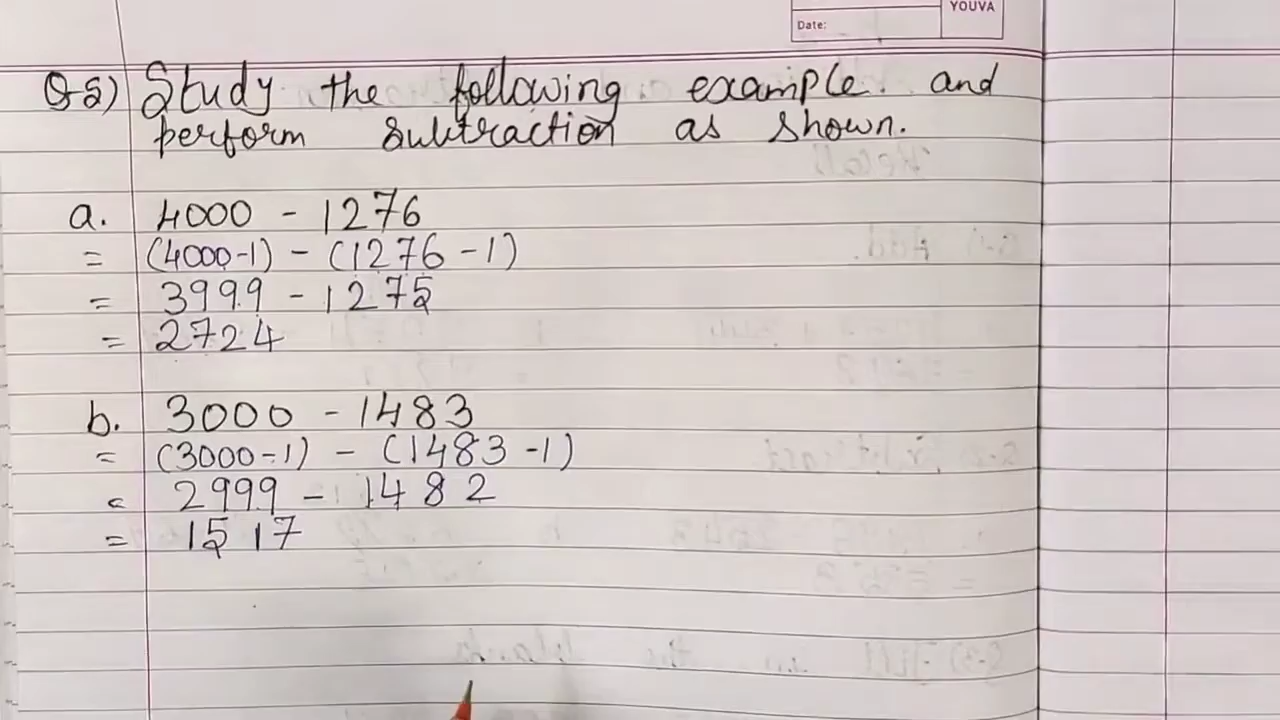 YOUVA
Date:
Q5) Study the following example. and
perform subtraction as shown.
a. 4000 - 1276
= (4000-1) - (1276 -1)
= 3999 - 1275
= 2724
b. 3000 - 1483
= (3000-1) - (1483 -1)
= 2999 - 1482
= 1517